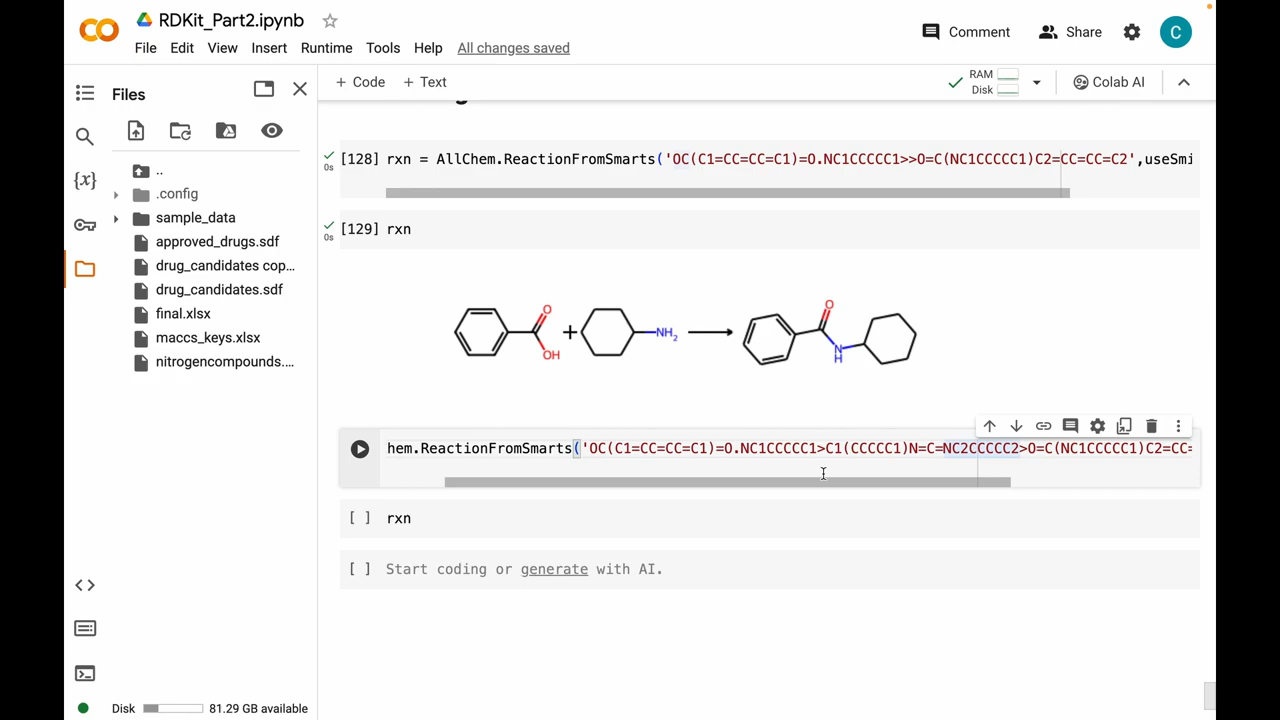 RDKit_Part2.ipynb
File Edit View Insert Runtime Tools Help All changes saved
Comment Share C
Files
+ Code + Text
RAM
Disk
Colab AI
..
.config
sample_data
approved_drugs.sdf
drug_candidates cop...
drug_candidates.sdf
final.xlsx
maccs_keys.xlsx
nitrogencompounds....
0s
[128] rxn = AllChem.ReactionFromSmarts('OC(C1=CC=CC=C1)=O.NC1CCCCC1>>O=C(NC1CCCCC1)C2=CC=CC=C2',useSmi
0s
[129] rxn
O
OH
+
NH2
O
N
H
hem.ReactionFromSmarts('OC(C1=CC=CC=C1)=O.NC1CCCCC1>C1(CCCCC1)N=C=NC2CCCCC2>O=C(NC1CCCCC1)C2=CC=
[ ] rxn
[ ] Start coding or generate with AI.
Disk 81.29 GB available